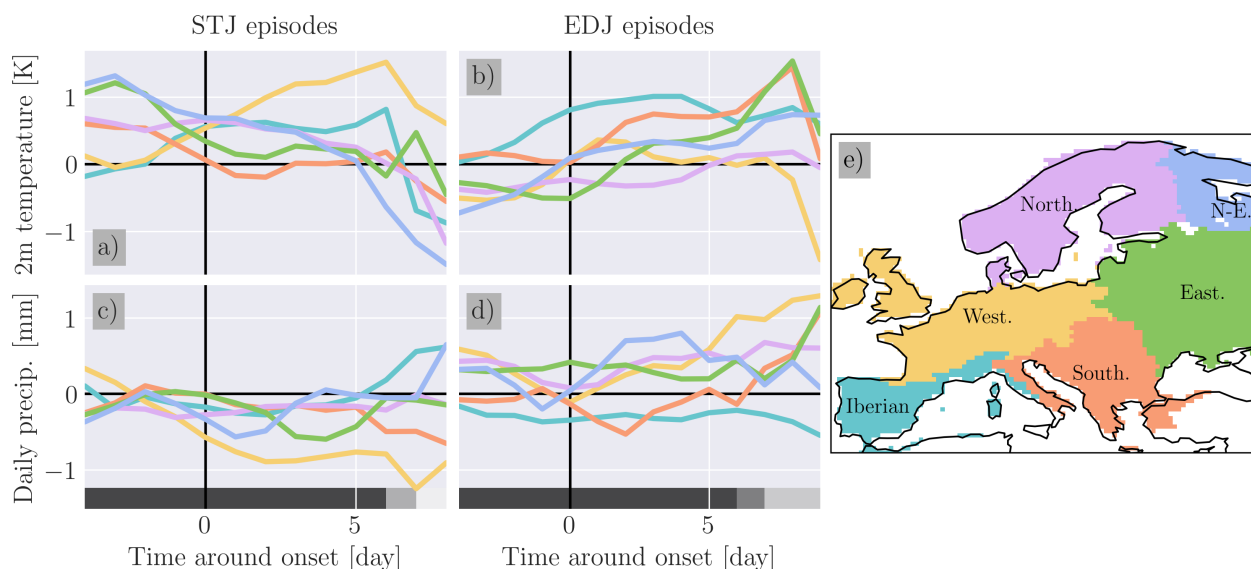 STJ episodes
EDJ episodes
2m temperature [K]
1
0
−1
a)
b)
Daily precip. [mm]
1
0
−1
c)
d)
0
5
0
5
Time around onset [day]
Time around onset [day]
e)
North.
N-E.
East.
West.
South.
Iberian